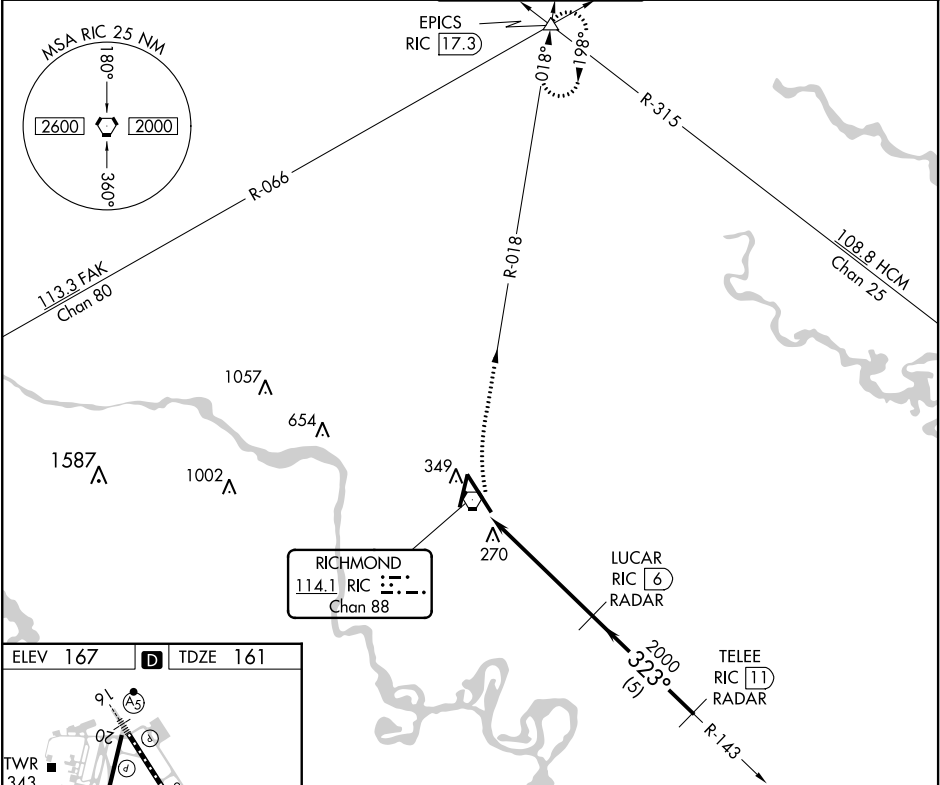 EPICS
RIC 17.3
MSA RIC 25 NM
180°
2600
2000
360°
018°
198°
R-315
R-066
R-018
113.3 FAK
Chan 80
108.8 HCM
Chan 25
1057
654
1587
1002
349
270
RICHMOND
114.1 RIC
Chan 88
LUCAR
RIC 6
RADAR
2000
323°
(5)
TELEE
RIC 11
RADAR
R-143
ELEV 167
D
TDZE 161
16
A5
20
P
P
TWR
343